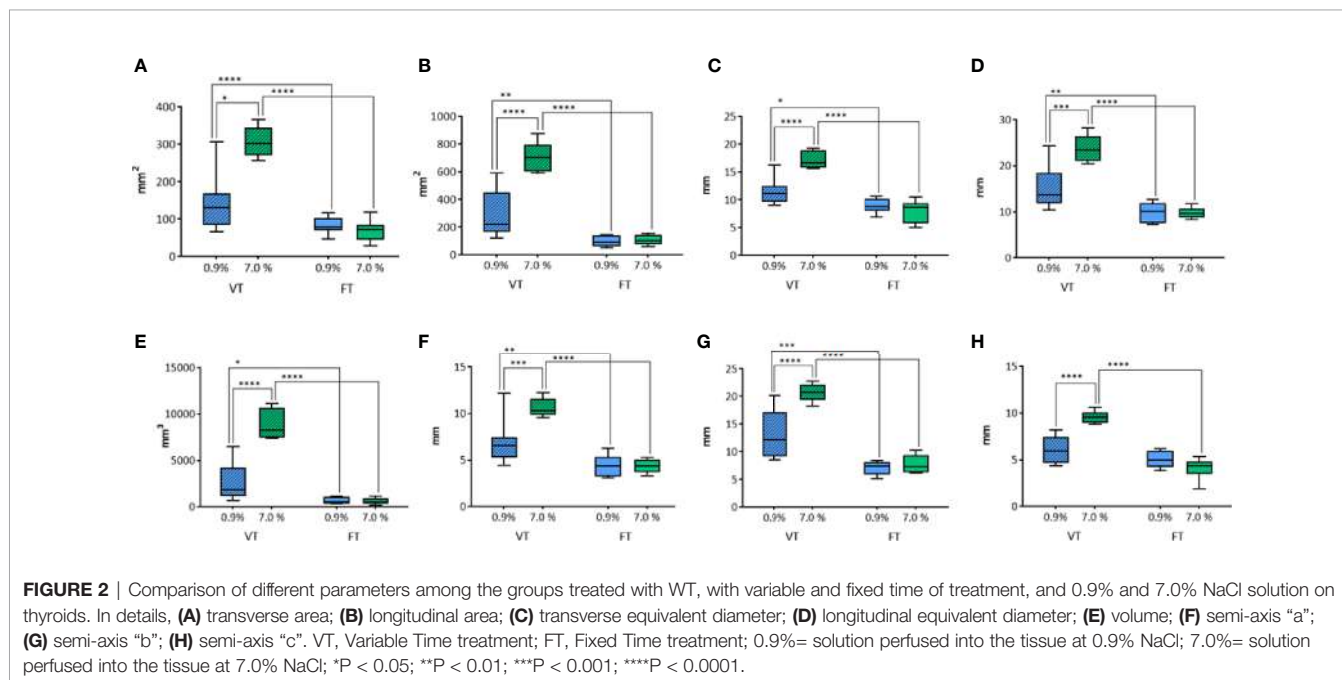 A
****
*
****
400
300
200
100
0
mm²
0.9% 7.0 % 0.9% 7.0 %
VT FT
B
**
****
****
1000
800
600
400
200
0
mm²
0.9% 7.0 % 0.9% 7.0 %
VT FT
C
*
****
****
25
20
15
10
5
0
mm
0.9% 7.0 % 0.9% 7.0 %
VT FT
D
**
***
****
30
20
10
0
mm
0.9% 7.0 % 0.9% 7.0 %
VT FT
E
*
****
****
15000
10000
5000
0
mm³
0.9% 7.0 % 0.9% 7.0 %
VT FT
F
**
***
****
15
10
5
0
mm
0.9% 7.0 % 0.9% 7.0 %
VT FT
G
***
****
****
25
20
15
10
5
0
mm
0.9% 7.0 % 0.9% 7.0 %
VT FT
H
****
****
15
10
5
0
mm
0.9% 7.0 % 0.9% 7.0 %
VT FT
FIGURE 2 | Comparison of different parameters among the groups treated with WT, with variable and fixed time of treatment, and 0.9% and 7.0% NaCl solution on
thyroids. In details, (A) transverse area; (B) longitudinal area; (C) transverse equivalent diameter; (D) longitudinal equivalent diameter; (E) volume; (F) semi-axis “a”;
(G) semi-axis “b”; (H) semi-axis “c”. VT, Variable Time treatment; FT, Fixed Time treatment; 0.9%= solution perfused into the tissue at 0.9% NaCl; 7.0%= solution
perfused into the tissue at 7.0% NaCl; *P < 0.05; **P < 0.01; ***P < 0.001; ****P < 0.0001.